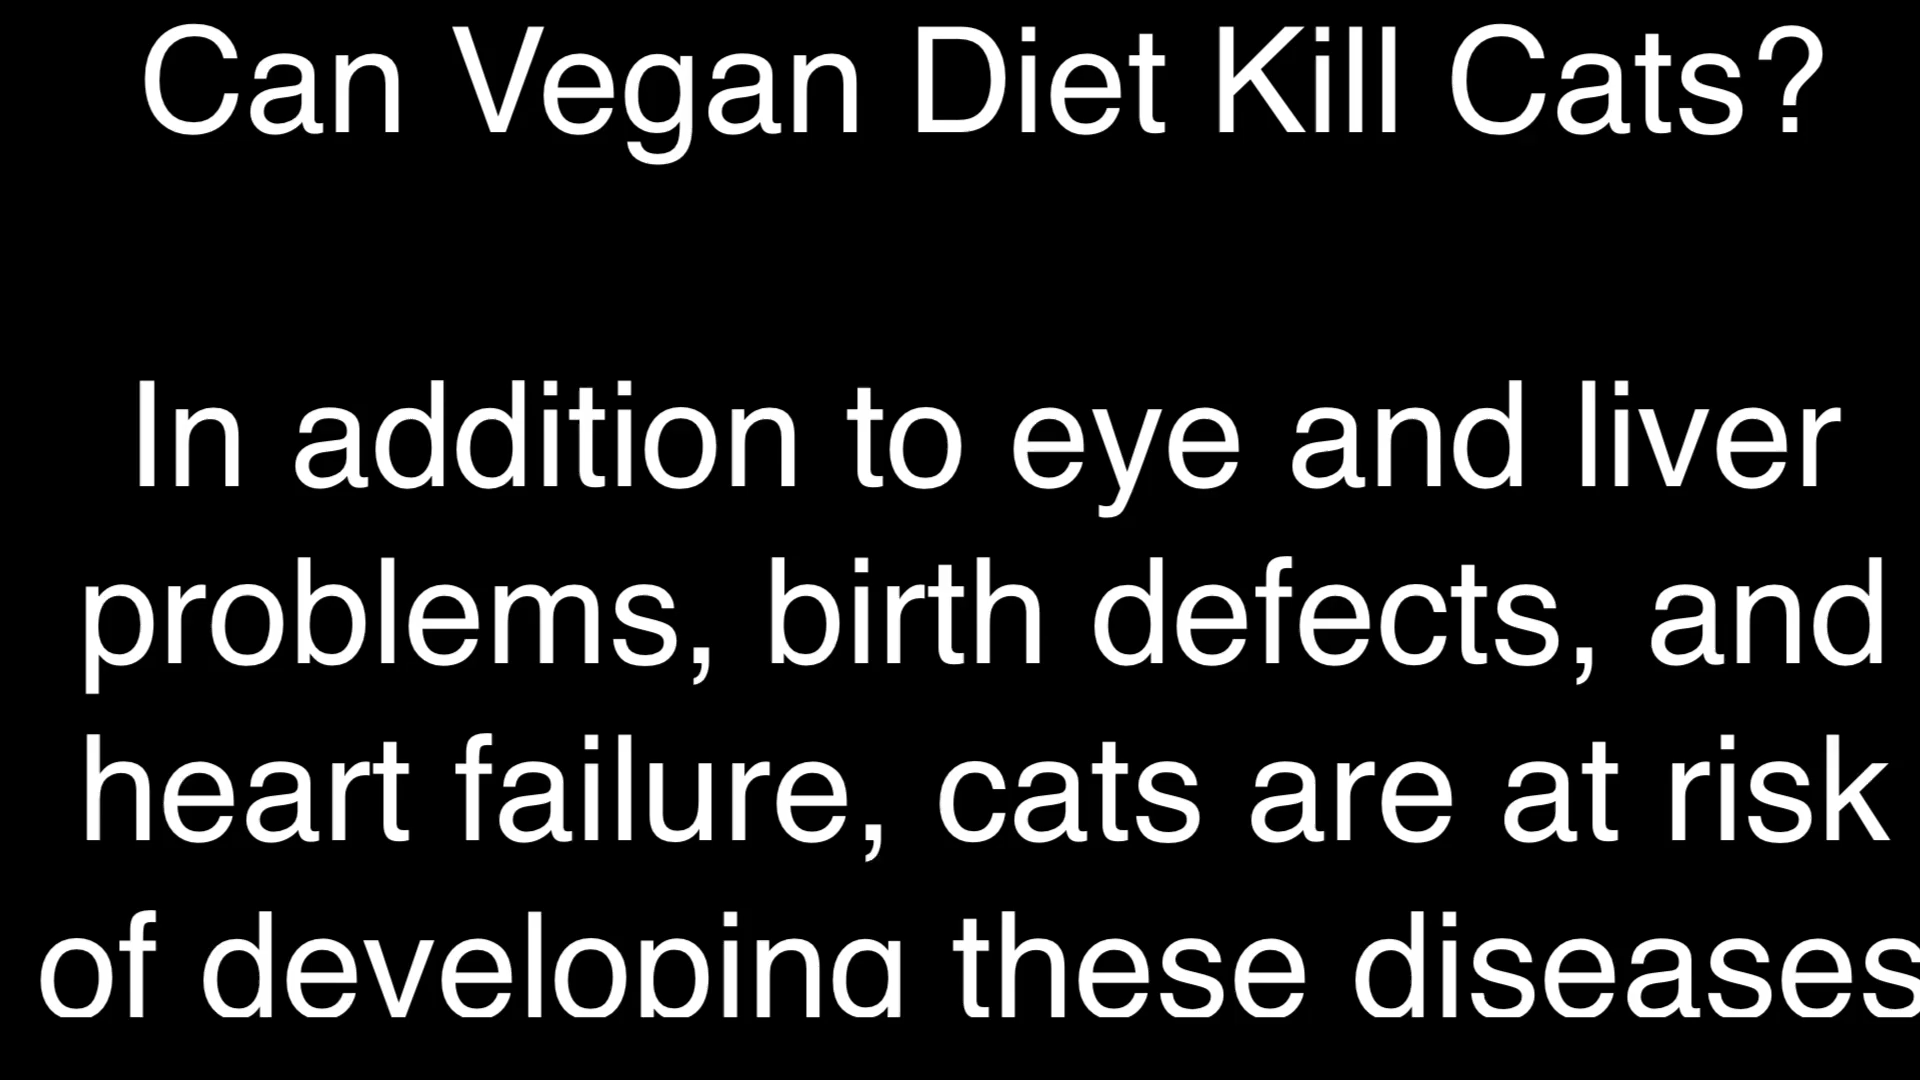 Can Vegan Diet Kill Cats?
In addition to eye and liver
problems, birth defects, and
heart failure, cats are at risk
of developing these diseases